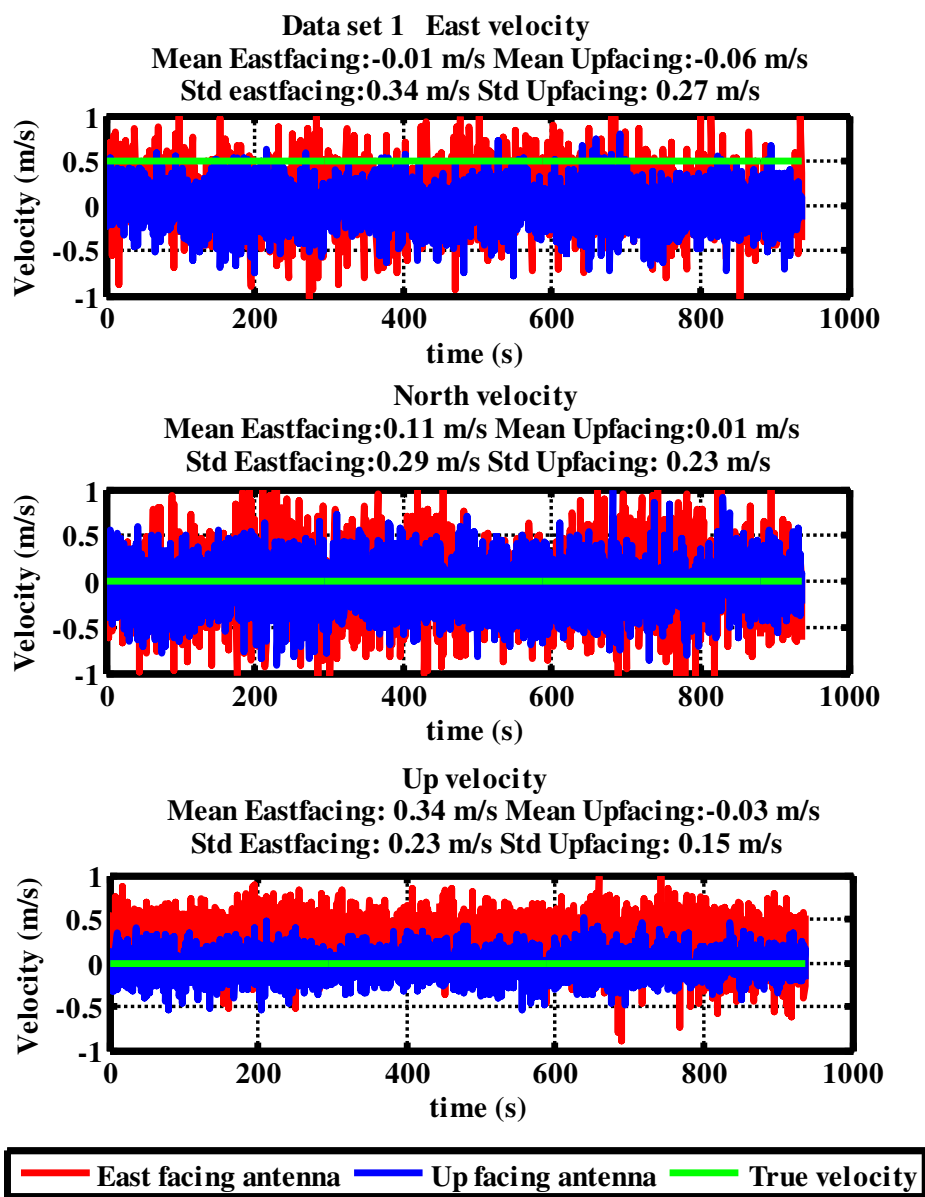 Data set 1 East velocity
Mean Eastfacing:-0.01 m/s Mean Upfacing:-0.06 m/s
Std eastfacing:0.34 m/s Std Upfacing: 0.27 m/s
1
0.5
0
-0.5
-1
Velocity (m/s)
0 200 400 600 800 1000
time (s)
North velocity
Mean Eastfacing:0.11 m/s Mean Upfacing:0.01 m/s
Std Eastfacing:0.29 m/s Std Upfacing: 0.23 m/s
1
0.5
0
-0.5
-1
Velocity (m/s)
0 200 400 600 800 1000
time (s)
Up velocity
Mean Eastfacing: 0.34 m/s Mean Upfacing:-0.03 m/s
Std Eastfacing: 0.23 m/s Std Upfacing: 0.15 m/s
1
0.5
0
-0.5
-1
Velocity (m/s)
0 200 400 600 800 1000
time (s)
East facing antenna Up facing antenna True velocity